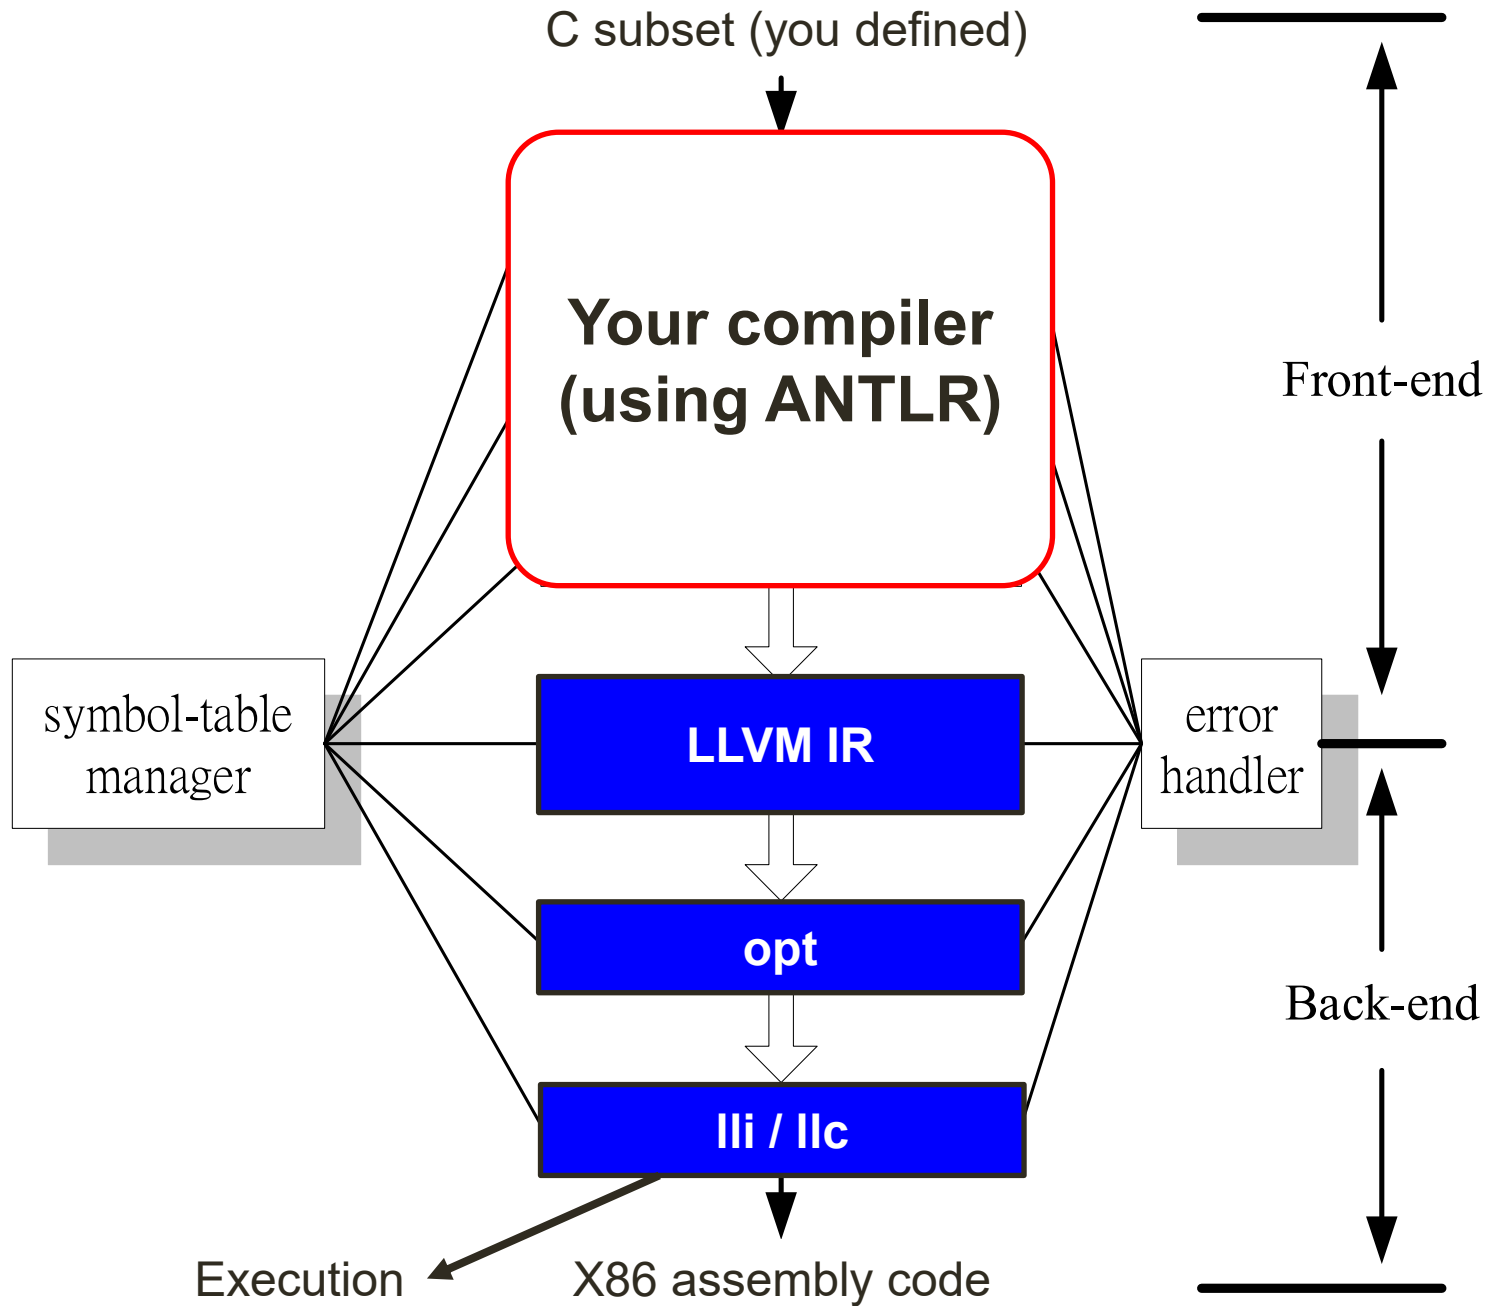 C subset (you defined)
Your compiler
(using ANTLR)
Front-end
symbol-table
manager
LLVM IR
error
handler
opt
Back-end
lli / llc
Execution
X86 assembly code